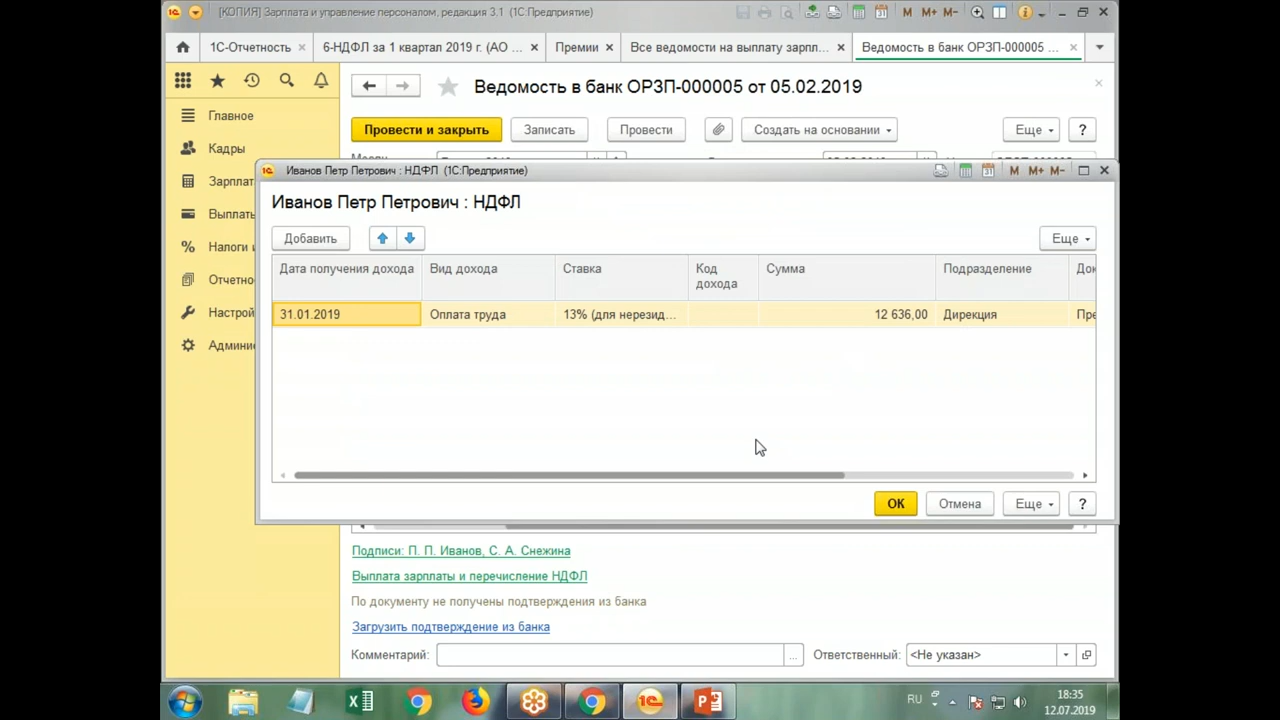 [КОПИЯ] Зарплата и управление персоналом, редакция 3.1 (1С:Предприятие)
M M+ M-
1С-Отчетность
6-НДФЛ за 1 квартал 2019 г. (АО ...
Премии
Все ведомости на выплату зарпл...
Ведомость в банк ОРЗП-000005 ...
Главное
Кадры
Зарплат
Выплаты
Налоги и
Отчетно
Настрой
Админи
Ведомость в банк ОРЗП-000005 от 05.02.2019
Провести и закрыть
Записать
Провести
Создать на основании
Еще
?
Иванов Петр Петрович : НДФЛ (1С:Предприятие)
M M+ M-
Иванов Петр Петрович : НДФЛ
Добавить
Еще
Дата получения дохода
Вид дохода
Ставка
Код дохода
Сумма
Подразделение
Док
31.01.2019
Оплата труда
13% (для нерезид...
12 636,00
Дирекция
Пре
ОК
Отмена
Еще
?
Подписи: П. П. Иванов, С. А. Снежина
Выплата зарплаты и перечисление НДФЛ
По документу не получены подтверждения из банка
Загрузить подтверждение из банка
Комментарий:
...
Ответственный:
<Не указан>
RU
18:35
12.07.2019